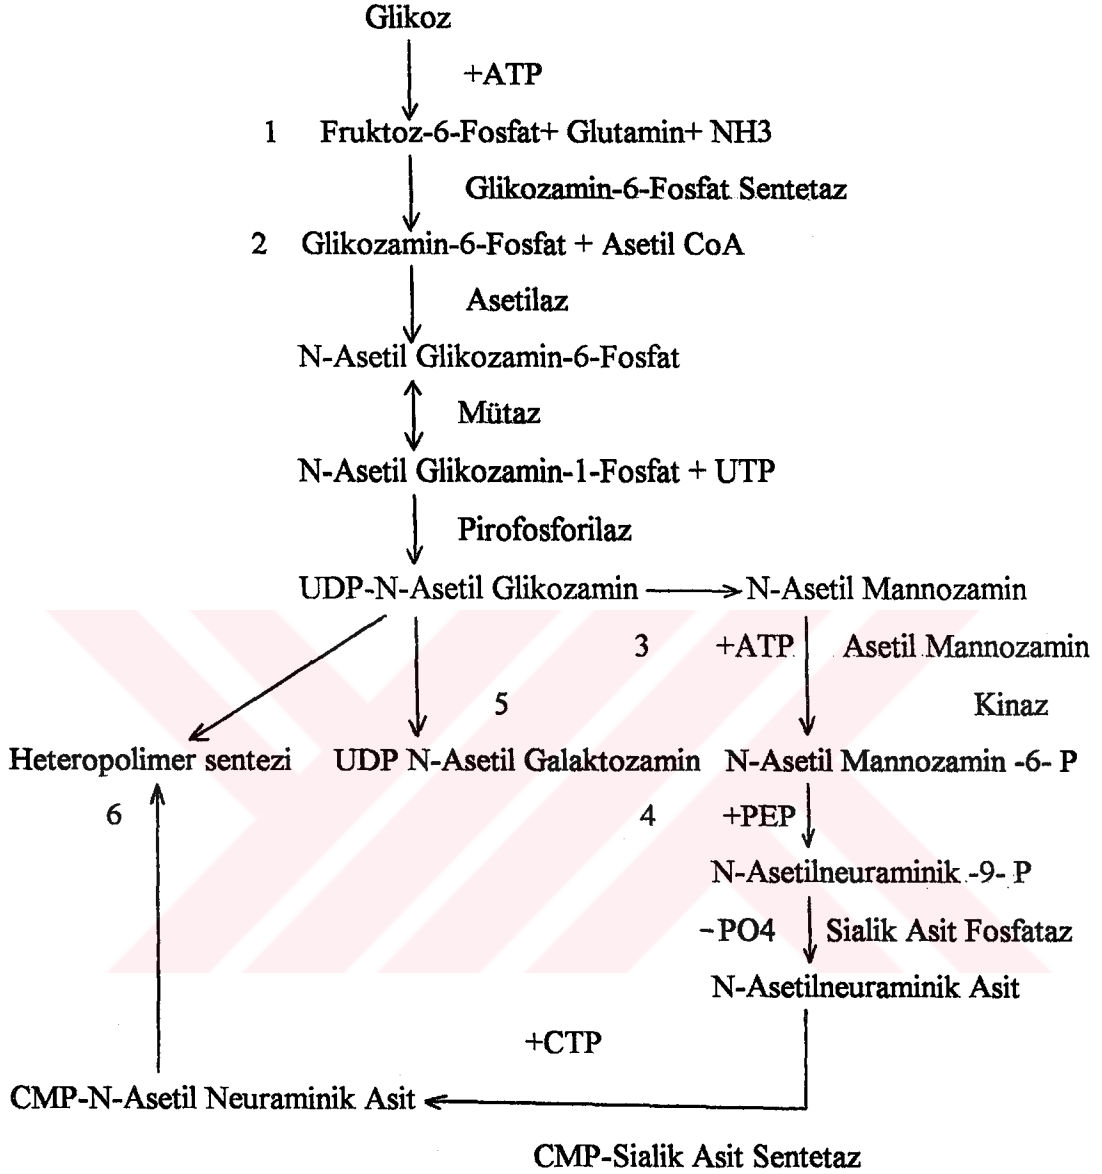 Glikoz
+ATP
1 Fruktoz-6-Fosfat+ Glutamin+ NH3
Glikozamin-6-Fosfat Sentetaz
2 Glikozamin-6-Fosfat + Asetil CoA
Asetilaz
N-Asetil Glikozamin-6-Fosfat
Mütaz
N-Asetil Glikozamin-1-Fosfat + UTP
Pirofosforilaz
UDP-N-Asetil Glikozamin N-Asetil Mannozamin
3 +ATP Asetil Mannozamin
5 Kinaz
Heteropolimer sentezi UDP N-Asetil Galaktozamin N-Asetil Mannozamin -6- P
6 4 +PEP
N-Asetilneuraminik -9- P
-PO4 Sialik Asit Fosfataz
N-Asetilneuraminik Asit
+CTP
CMP-N-Asetil Neuraminik Asit
CMP-Sialik Asit Sentetaz